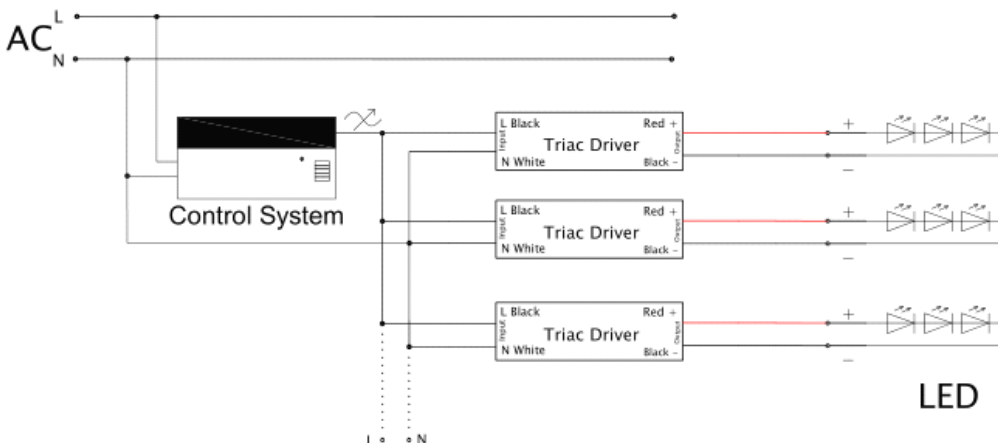 AC
L
N
Control System
L Black
Input
N White
Triac Driver
Red +
Output
Black -
+
-
L Black
Input
N White
Triac Driver
Red +
Output
Black -
+
-
L Black
Input
N White
Triac Driver
Red +
Output
Black -
+
-
LED
L
N